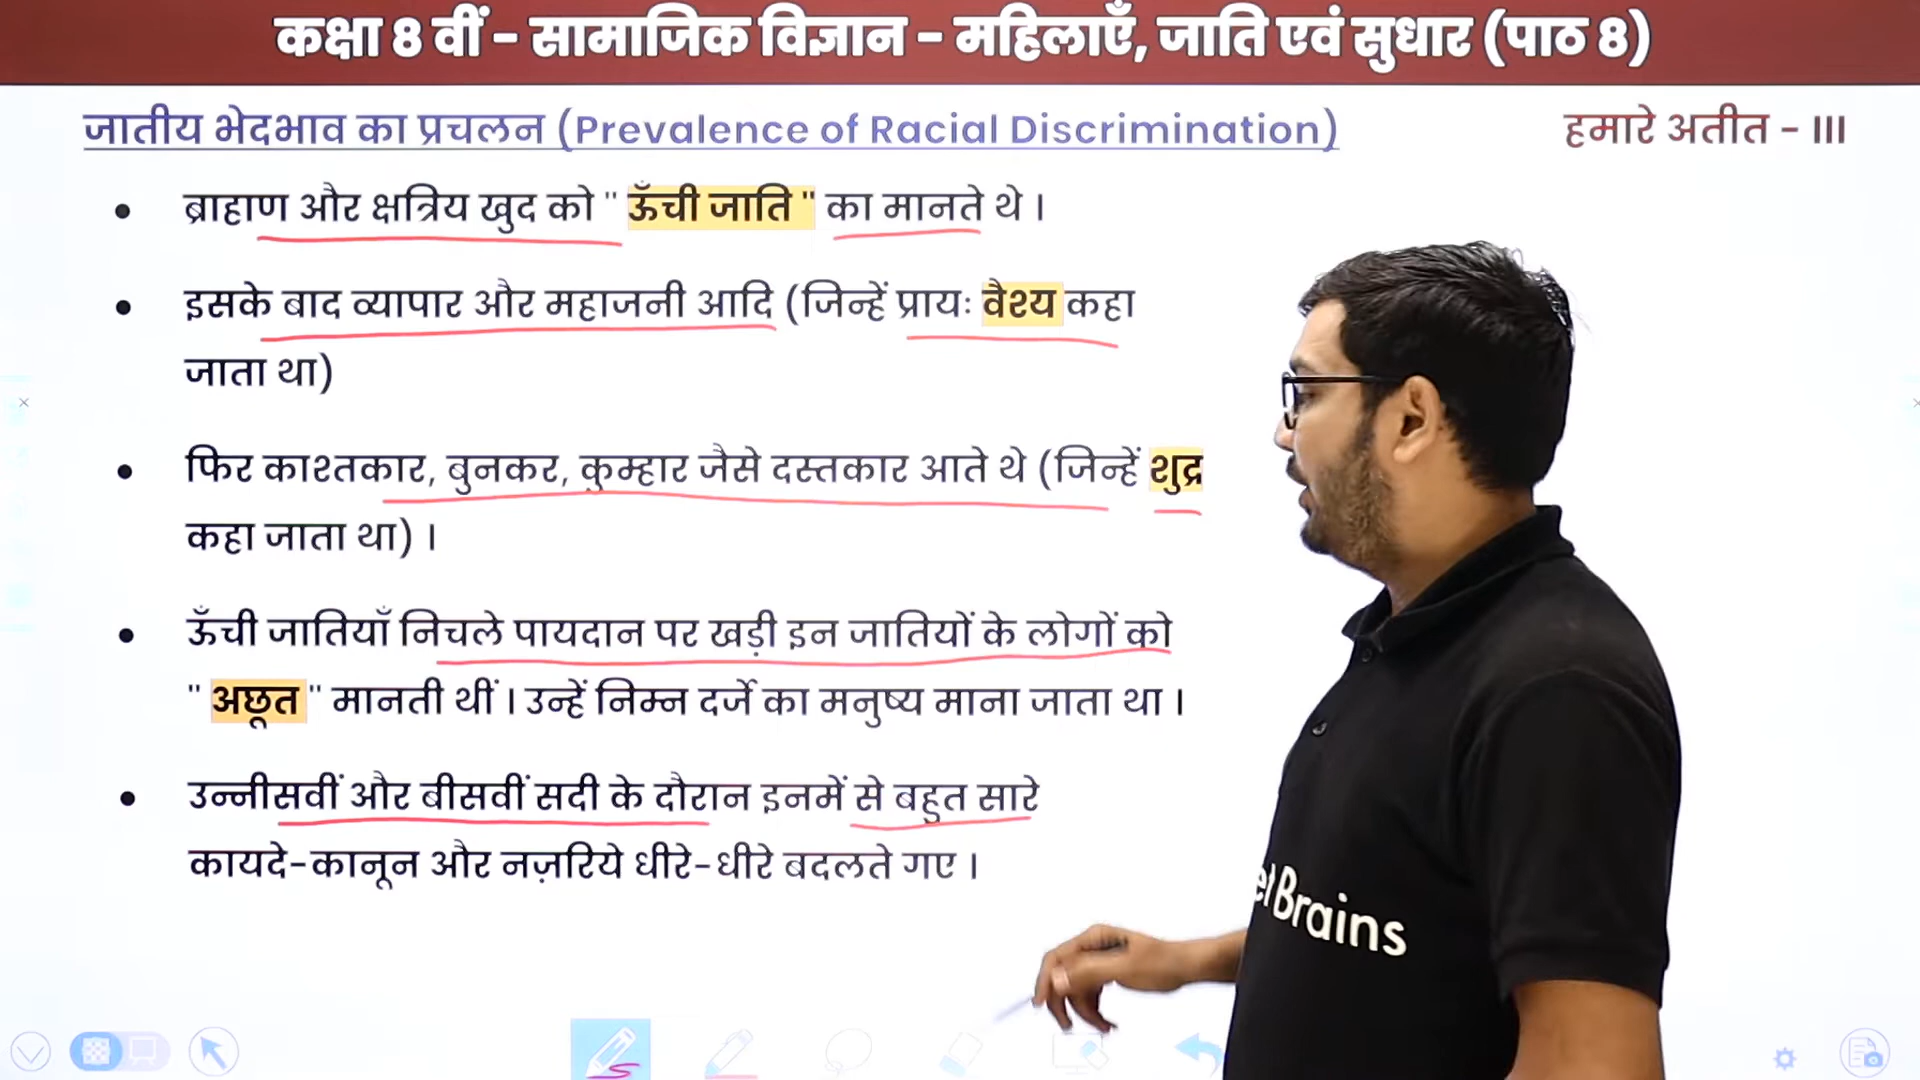 कक्षा 8 वीं - सामाजिक विज्ञान - महिलाएँ, जाति एवं सुधार (पाठ 8)
जातीय भेदभाव का प्रचलन (Prevalence of Racial Discrimination)
हमारे अतीत - III
• ब्राहाण और क्षत्रिय खुद को " ऊँची जाति " का मानते थे ।
• इसके बाद व्यापार और महाजनी आदि (जिन्हें प्रायः वैश्य कहा
जाता था)
• फिर काश्तकार, बुनकर, कुम्हार जैसे दस्तकार आते थे (जिन्हें शुद्र
कहा जाता था) ।
• ऊँची जातियाँ निचले पायदान पर खड़ी इन जातियों के लोगों को
" अछूत " मानती थीं । उन्हें निम्न दर्जे का मनुष्य माना जाता था ।
• उन्नीसवीं और बीसवीं सदी के दौरान इनमें से बहुत सारे
कायदे-कानून और नज़रिये धीरे-धीरे बदलते गए ।
Brains